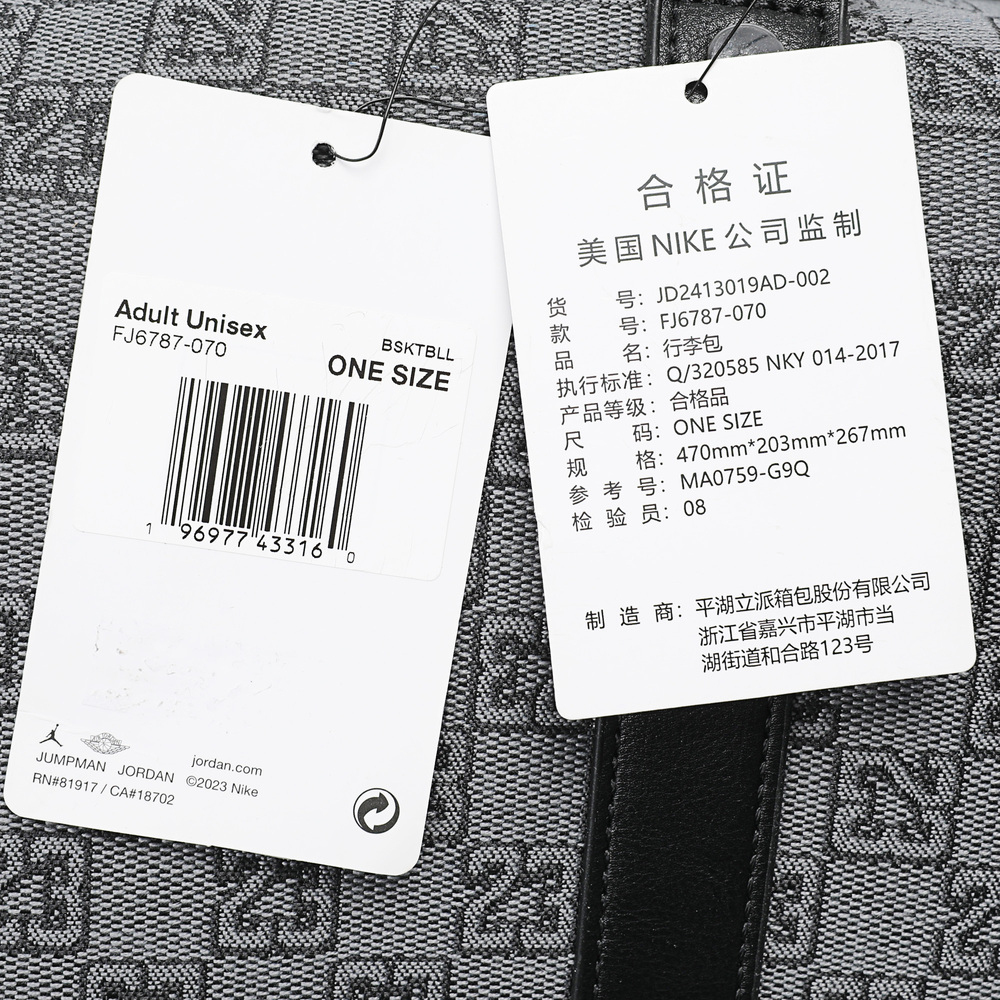 Adult Unisex
FJ6787-070
BSKTBLL
ONE SIZE
1 96977 43316 0
JUMPMAN JORDAN jordan.com
RN#81917 / CA#18702 ©2023 Nike
合格证
美国NIKE公司监制
货号: JD2413019AD-002
款号: FJ6787-070
品名: 行李包
执行标准: Q/320585 NKY 014-2017
产品等级: 合格品
尺码: ONE SIZE
规格: 470mm*203mm*267mm
参考号: MA0759-G9Q
检验员: 08
制造商: 平湖立派箱包股份有限公司
浙江省嘉兴市平湖市当
湖街道和合路123号
23
23
23
23